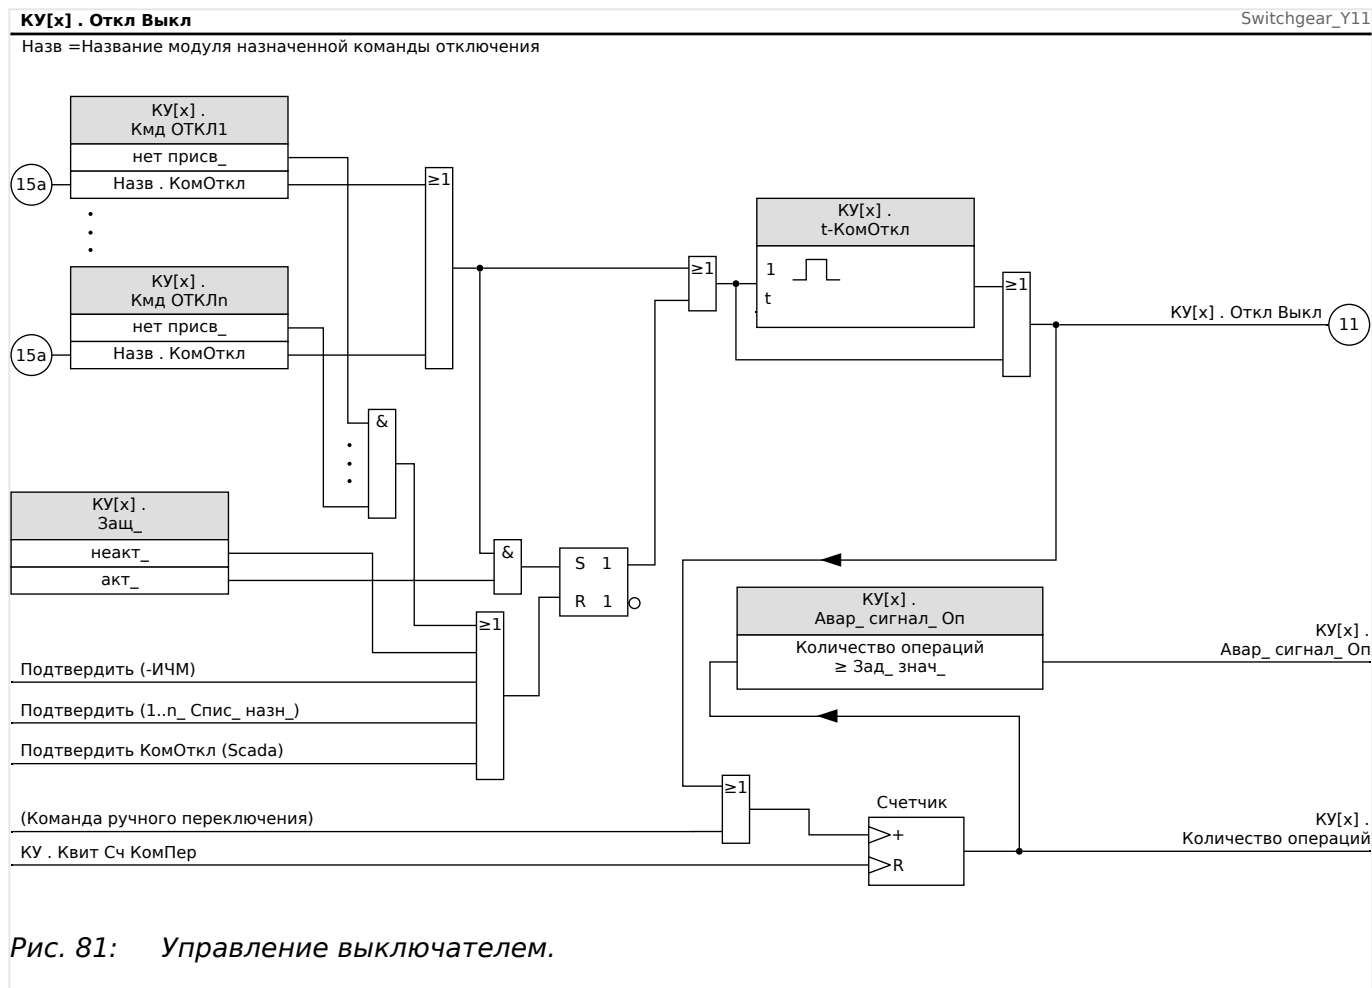 КУ[x] . Откл Выкл
Switchgear_Y11
Назв =Название модуля назначенной команды отключения
КУ[x] .
Кмд ОТКЛ1
нет присв_
15a
Назв . КомОткл
≥1
КУ[x] .
t-КомОткл
КУ[x] .
Кмд ОТКЛn
≥1
1
t
≥1
нет присв_
КУ[x] . Откл Выкл
11
15a
Назв . КомОткл
&
КУ[x] .
Защ_
неакт_
акт_
&
S 1
R 1
≥1
КУ[x] .
Авар_ сигнал_ Оп
Количество операций
≥ Зад_ знач_
КУ[x] .
Авар_ сигнал_ Оп
Подтвердить (-ИЧМ)
Подтвердить (1..n_ Спис_ назн_)
Подтвердить КомОткл (Scada)
≥1
Счетчик
(Команда ручного переключения)
+
КУ[x] .
Количество операций
КУ . Квит Сч КомПер
R
Рис. 81: Управление выключателем.